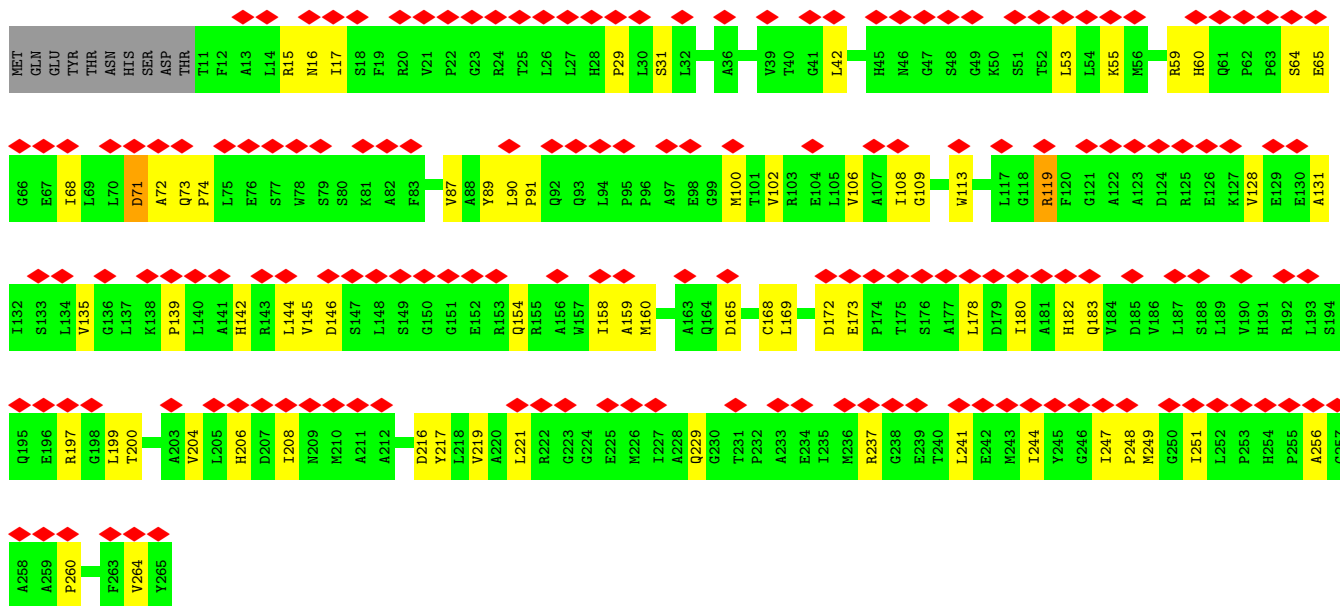 MET GLN GLU TYR THR ASN HIS SER ASP THR T11 F12 A13 L14 R15 N16 I17 S18 F19 R20 V21 P22 G23 R24 T25 L26 L27 H28 P29 L30 S31 L32 A36 V39 T40 G41 L42 H45 N46 G47 S48 G49 K50 S51 T52 L53 L54 K55 M56 R59 H60 Q61 P62 P63 S64 E65
G66 E67 I68 L69 L70 D71 A72 Q73 P74 L75 E76 S77 W78 S79 S80 K81 A82 F83 V87 A88 Y89 L90 P91 Q92 Q93 L94 P95 P96 A97 E98 G99 M100 T101 V102 R103 E104 L105 V106 A107 I108 G109 W113 L117 G118 R119 F120 G121 A122 A123 D124 R125 E126 K127 V128 E129 E130 A131
I132 S133 L134 V135 G136 L137 K138 P139 L140 A141 H142 R143 L144 V145 D146 S147 L148 S149 G150 G151 E152 R153 Q154 R155 A156 W157 I158 A159 M160 A163 Q164 D165 C168 L169 D172 E173 P174 T175 S176 A177 L178 D179 I180 A181 H182 Q183 V184 D185 V186 L187 S188 L189 V190 H191 R192 L193 S194
Q195 E196 R197 G198 L199 T200 A203 V204 L205 H206 D207 I208 N209 M210 A211 A212 D216 Y217 L218 V219 A220 L221 R222 G223 G224 E225 M226 I227 A228 Q229 G230 T231 P232 A233 E234 I235 M236 R237 G238 E239 T240 L241 E242 M243 I244 Y245 G246 I247 P248 M249 G250 I251 L252 P253 H254 P255 A256 G257
A258 A259 P260 F263 V264 Y265